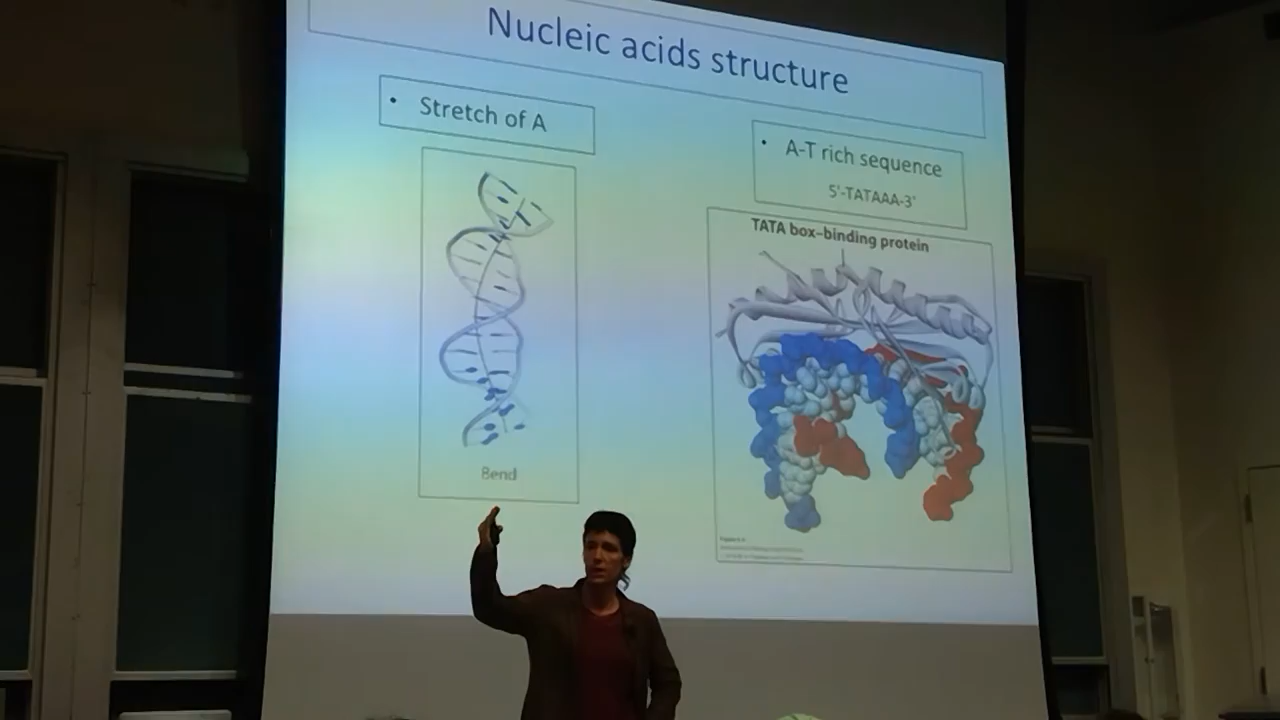 Nucleic acids structure
• Stretch of A
• A-T rich sequence
5'-TATAAA-3'
TATA box–binding protein
Bend